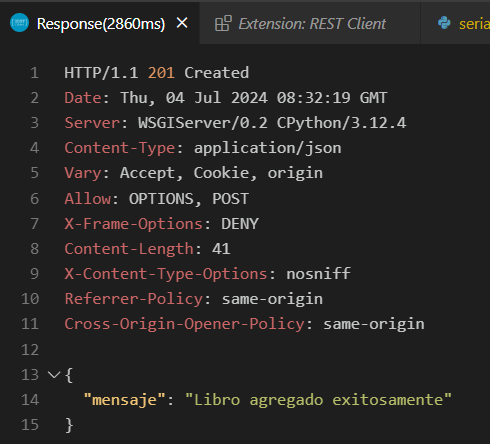 Response(2860ms) Extension: REST Client seria
1 HTTP/1.1 201 Created
2 Date: Thu, 04 Jul 2024 08:32:19 GMT
3 Server: WSGIServer/0.2 CPython/3.12.4
4 Content-Type: application/json
5 Vary: Accept, Cookie, origin
6 Allow: OPTIONS, POST
7 X-Frame-Options: DENY
8 Content-Length: 41
9 X-Content-Type-Options: nosniff
10 Referrer-Policy: same-origin
11 Cross-Origin-Opener-Policy: same-origin
12
13 {
14 "mensaje": "Libro agregado exitosamente"
15 }